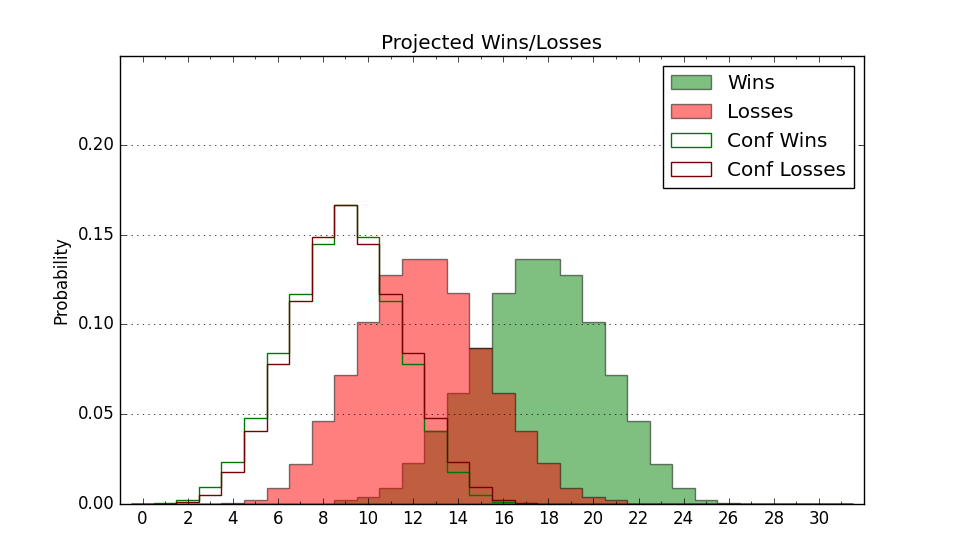 Projected Wins/Losses
Wins
Losses
Conf Wins
Conf Losses
Probability
0.20
0.15
0.10
0.05
0.00
0 2 4 6 8 10 12 14 16 18 20 22 24 26 28 30